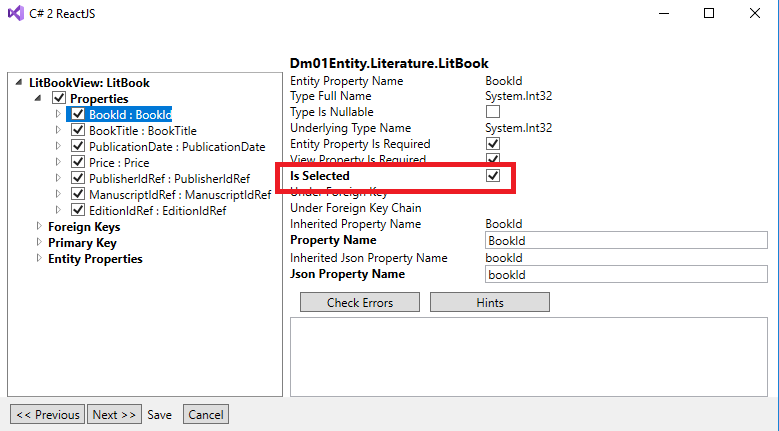 C# 2 ReactJS
LitBookView: LitBook
Properties
BookId : BookId
BookTitle : BookTitle
PublicationDate : PublicationDate
Price : Price
PublisherIdRef : PublisherIdRef
ManuscriptIdRef : ManuscriptIdRef
EditionIdRef : EditionIdRef
Foreign Keys
Primary Key
Entity Properties
Dm01Entity.Literature.LitBook
Entity Property Name BookId
Type Full Name System.Int32
Type Is Nullable
Underlying Type Name System.Int32
Entity Property Is Required
View Property Is Required
Is Selected
Under Foreign Key
Under Foreign Key Chain
Inherited Property Name BookId
Property Name BookId
Inherited Json Property Name bookId
Json Property Name bookId
Check Errors Hints
<< Previous Next >> Save Cancel